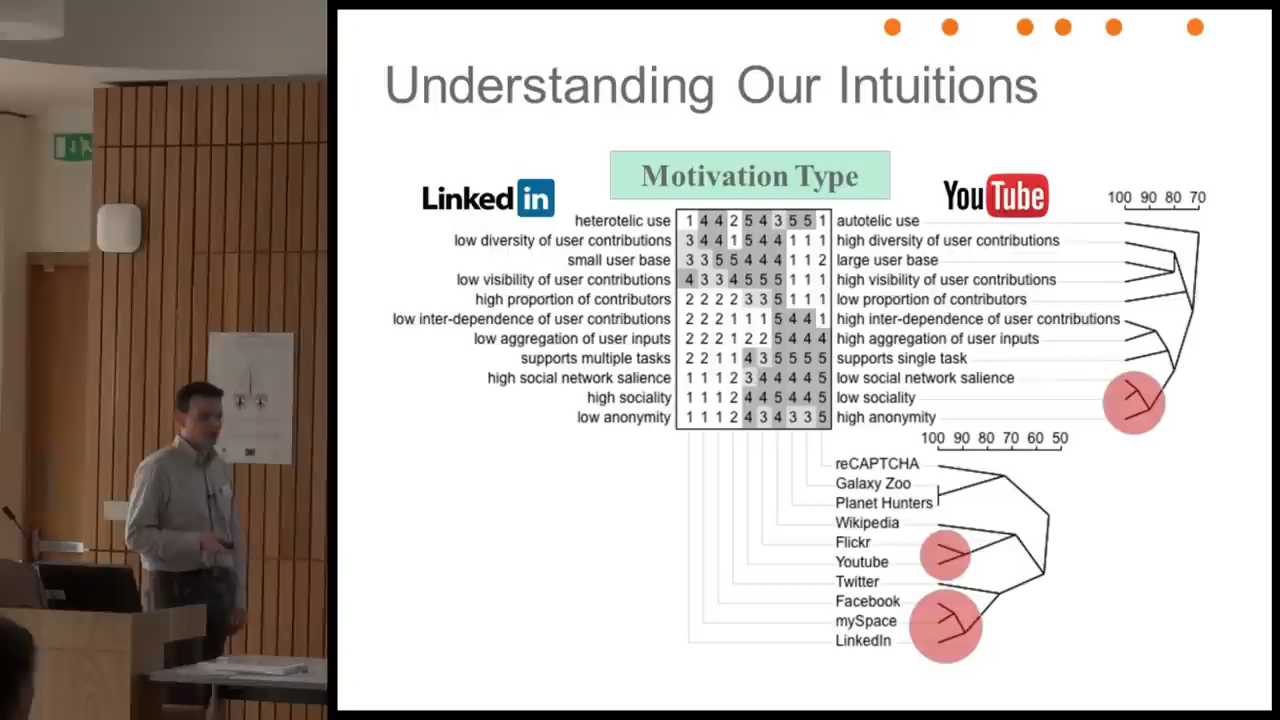 Understanding Our Intuitions
Motivation Type
Linked in
YouTube
100 90 80 70
heterotelic use 1 4 4 2 5 4 3 5 5 1 autotelic use
low diversity of user contributions 3 4 4 1 5 4 4 1 1 1 high diversity of user contributions
small user base 3 3 5 5 4 4 4 1 1 2 large user base
low visibility of user contributions 4 3 3 4 5 5 5 1 1 1 high visibility of user contributions
high proportion of contributors 2 2 2 2 3 3 5 1 1 1 low proportion of contributors
low inter-dependence of user contributions 2 2 2 1 1 1 5 4 4 1 high inter-dependence of user contributions
low aggregation of user inputs 2 2 2 1 2 2 5 4 4 4 high aggregation of user inputs
supports multiple tasks 2 2 1 1 4 3 5 5 5 5 supports single task
high social network salience 1 1 1 2 3 4 4 4 4 5 low social network salience
high sociality 1 1 1 2 4 4 5 4 4 5 low sociality
low anonymity 1 1 1 2 4 3 4 3 3 5 high anonymity
100 90 80 70 60 50
reCAPTCHA
Galaxy Zoo
Planet Hunters
Wikipedia
Flickr
Youtube
Twitter
Facebook
mySpace
LinkedIn